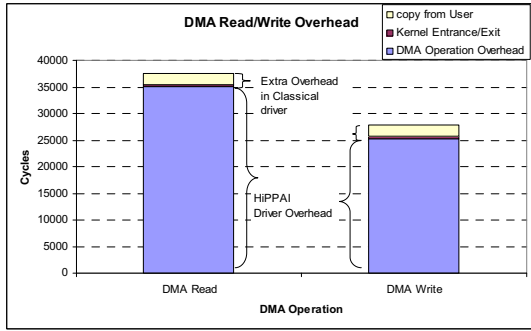 DMA Read/Write Overhead
copy from User
Kernel Entrance/Exit
DMA Operation Overhead
Cycles
40000
35000
30000
25000
20000
15000
10000
5000
0
Extra Overhead
in Classical
driver
HiPPAI
Driver Overhead
DMA Read
DMA Write
DMA Operation